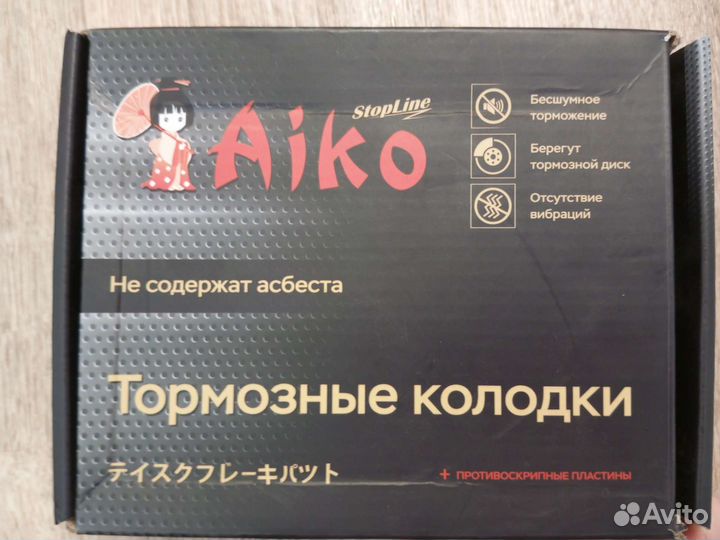 StopLine
Aiko
Бесшумное
торможение
Берегут
тормозной диск
Отсутствие
вибраций
Не содержат асбеста
Тормозные колодки
テイスクフレーキパツト
+ ПРОТИВОСКРИПНЫЕ ПЛАСТИНЫ
Avito